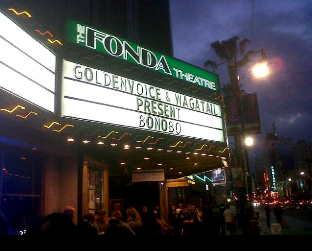 THE FONDA THEATRE
GOLDENVOICE & WAGATAIL
PRESENT
BONOBO